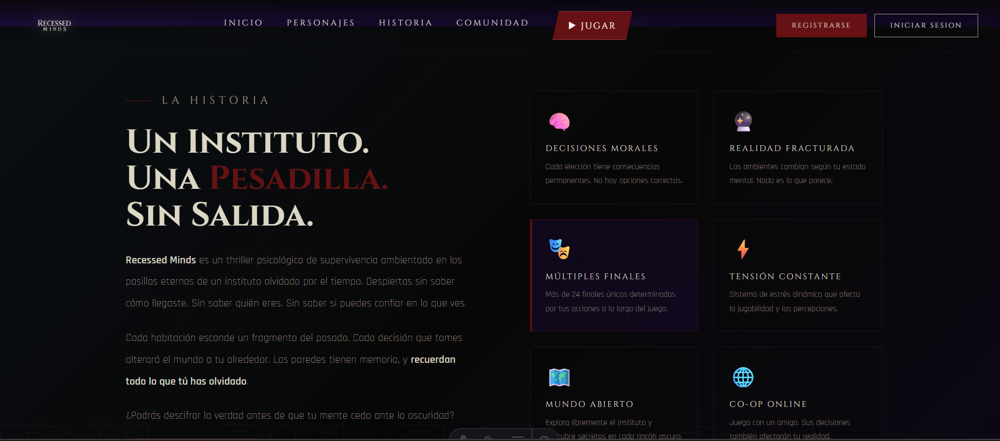 RECESSED
MINDS
INICIO
PERSONAJES
HISTORIA
COMUNIDAD
▶ JUGAR
REGISTRARSE
INICIAR SESION
LA HISTORIA
UN INSTITUTO.
UNA PESADILLA.
SIN SALIDA.
Recessed Minds es un thriller psicológico de supervivencia ambientado en los
pasillos eternos de un instituto olvidado por el tiempo. Despiertas sin saber
cómo llegaste. Sin saber quién eres. Sin saber si puedes confiar en lo que ves.
Cada habitación esconde un fragmento del pasado. Cada decisión que tomes
alterará el mundo a tu alrededor. Las paredes tienen memoria, y recuerdan
todo lo que tú has olvidado.
¿Podrás descifrar la verdad antes de que tu mente ceda ante la oscuridad?
DECISIONES MORALES
Cada elección tiene consecuencias
permanentes. No hay opciones correctas.
REALIDAD FRACTURADA
Los ambientes cambian según tu estado
mental. Nada es lo que parece.
MÚLTIPLES FINALES
Más de 24 finales únicos determinados
por tus acciones a lo largo del juego.
TENSIÓN CONSTANTE
Sistema de estrés dinámico que afecta
la jugabilidad y las percepciones.
MUNDO ABIERTO
Explora libremente el instituto y
cubre secretos en cada rincón oscuro.
CO-OP ONLINE
Juega con un amigo. Sus decisiones
también afectarán tu realidad.